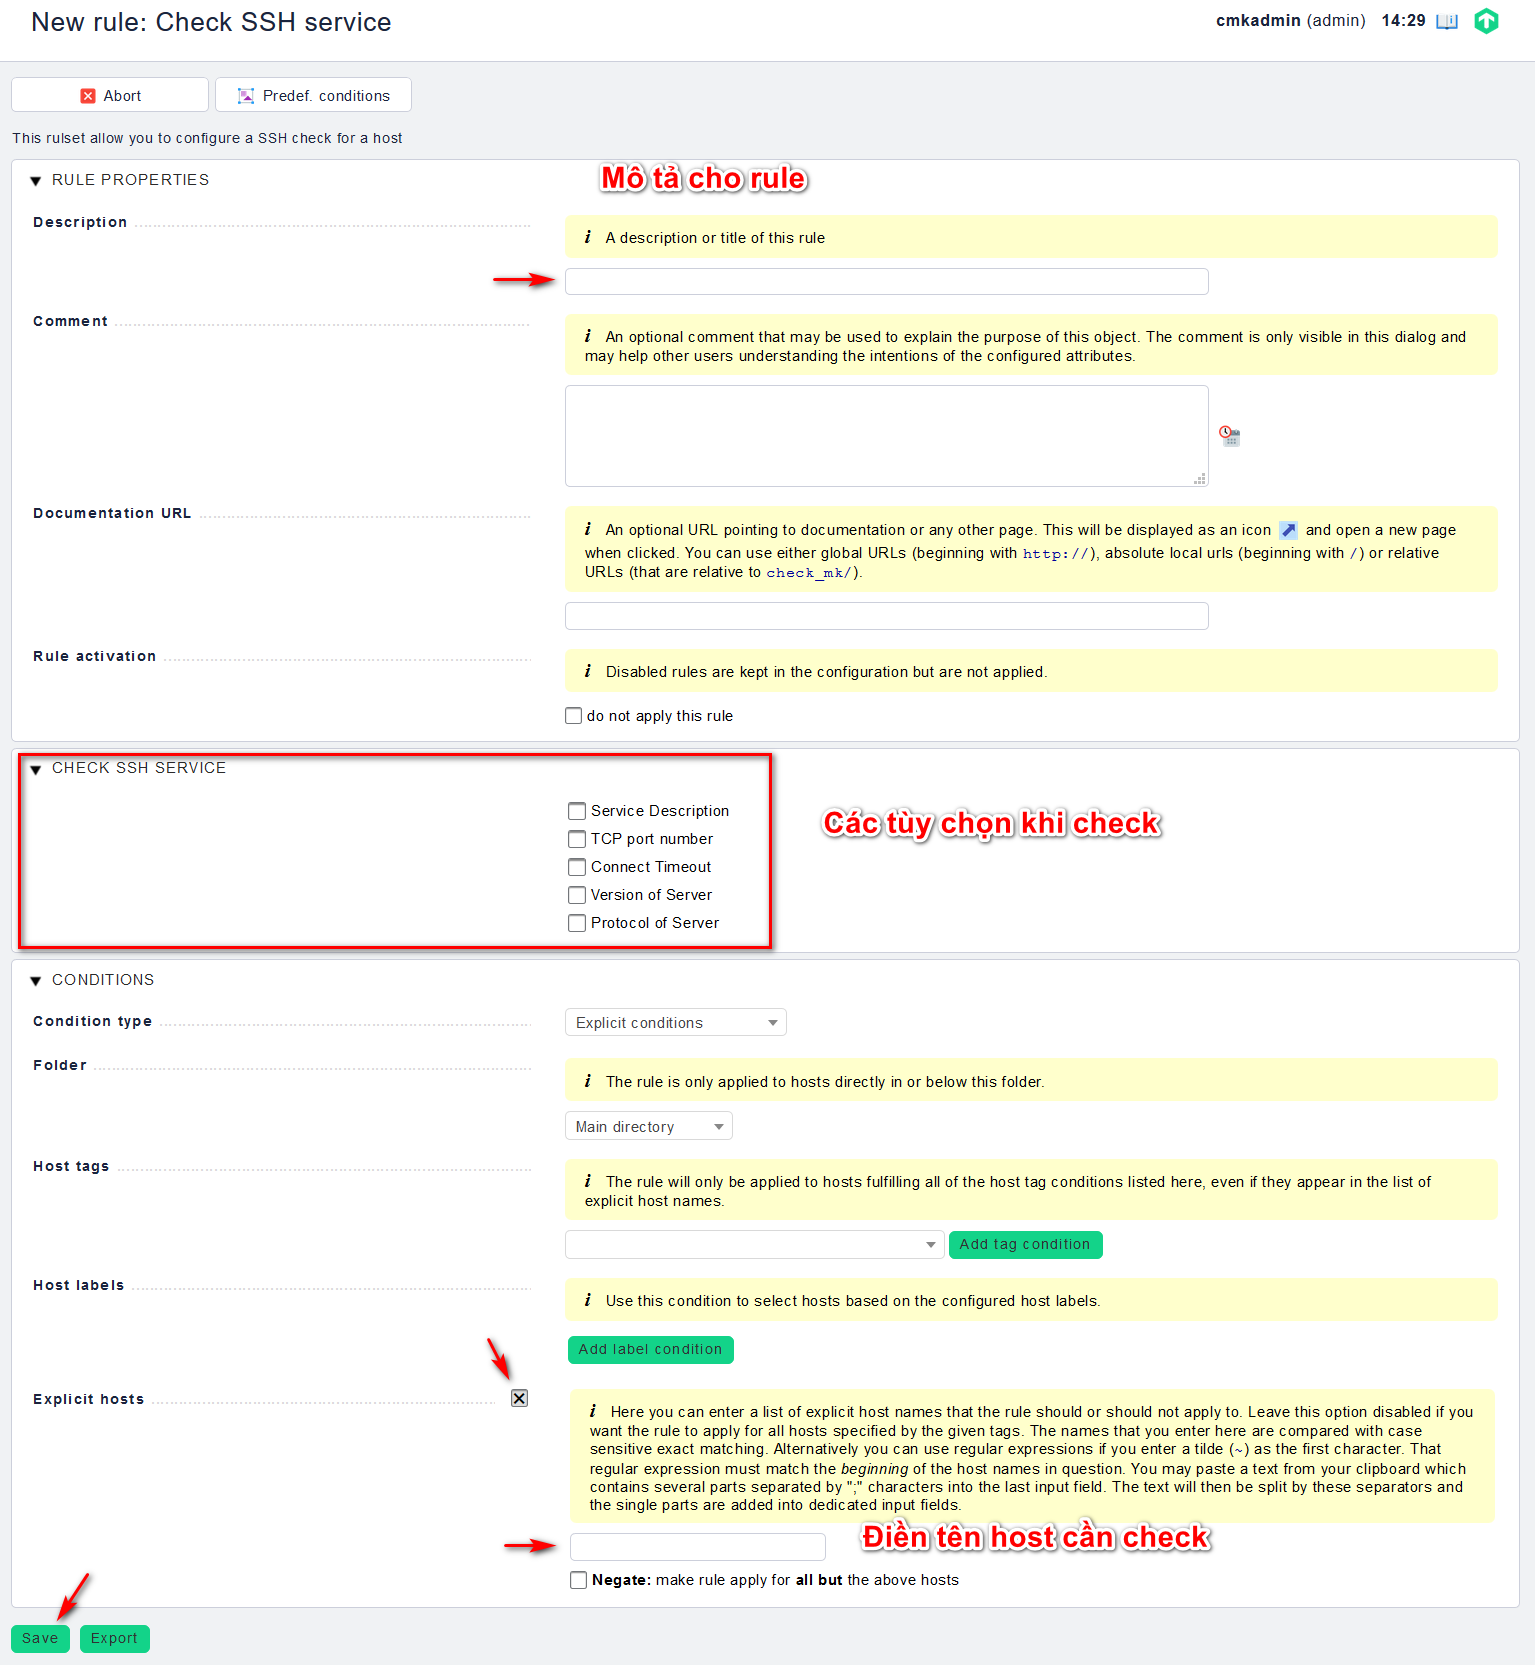 New rule: Check SSH service
cmkadmin (admin) 14:29
Abort
Predef. conditions
This rulset allow you to configure a SSH check for a host
RULE PROPERTIES
Mô tả cho rule
Description
i A description or title of this rule
Comment
i An optional comment that may be used to explain the purpose of this object. The comment is only visible in this dialog and
may help other users understanding the intentions of the configured attributes.
Documentation URL
i An optional URL pointing to documentation or any other page. This will be displayed as an icon and open a new page
when clicked. You can use either global URLs (beginning with http://), absolute local urls (beginning with /) or relative
URLs (that are relative to check_mk/).
Rule activation
i Disabled rules are kept in the configuration but are not applied.
do not apply this rule
CHECK SSH SERVICE
Service Description
Các tùy chọn khi check
TCP port number
Connect Timeout
Version of Server
Protocol of Server
CONDITIONS
Condition type
Explicit conditions
Folder
i The rule is only applied to hosts directly in or below this folder.
Main directory
Host tags
i The rule will only be applied to hosts fulfilling all of the host tag conditions listed here, even if they appear in the list of
explicit host names.
Add tag condition
Host labels
i Use this condition to select hosts based on the configured host labels.
Add label condition
Explicit hosts
i Here you can enter a list of explicit host names that the rule should or should not apply to. Leave this option disabled if you
want the rule to apply for all hosts specified by the given tags. The names that you enter here are compared with case
sensitive exact matching. Alternatively you can use regular expressions if you enter a tilde (~) as the first character. That
regular expression must match the beginning of the host names in question. You may paste a text from your clipboard which
contains several parts separated by ";" characters into the last input field. The text will then be split by these separators and
the single parts are added into dedicated input fields.
Điền tên host cần check
Negate: make rule apply for all but the above hosts
Save
Export